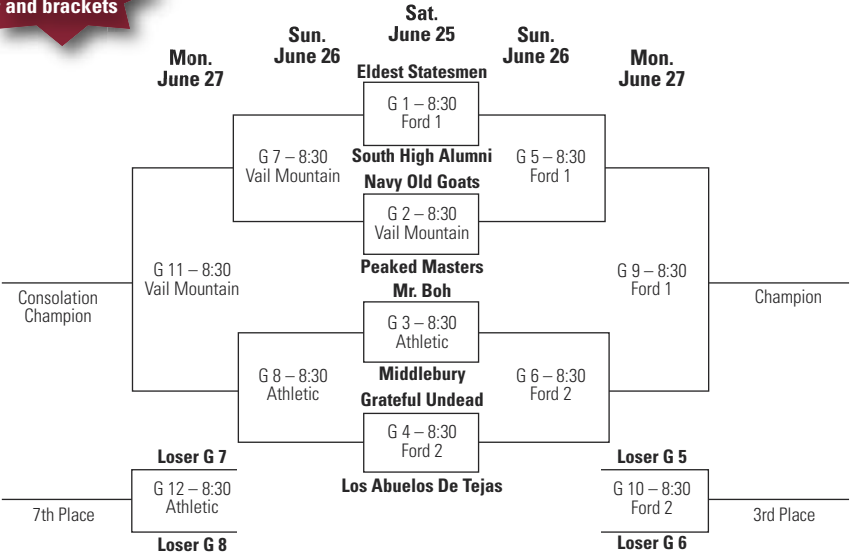 and brackets
Sat.
June 25
Sun.
June 26
Sun.
June 26
Mon.
June 27
Mon.
June 27
Eldest Statesmen
G 1 – 8:30
Ford 1
South High Alumni
G 7 – 8:30
Vail Mountain
G 5 – 8:30
Ford 1
Navy Old Goats
G 2 – 8:30
Vail Mountain
Peaked Masters
G 11 – 8:30
Vail Mountain
G 9 – 8:30
Ford 1
Consolation
Champion
Champion
Mr. Boh
G 3 – 8:30
Athletic
Middlebury
G 8 – 8:30
Athletic
G 6 – 8:30
Ford 2
Grateful Undead
G 4 – 8:30
Ford 2
Los Abuelos De Tejas
Loser G 7
G 12 – 8:30
Athletic
7th Place
Loser G 8
Loser G 5
G 10 – 8:30
Ford 2
3rd Place
Loser G 6